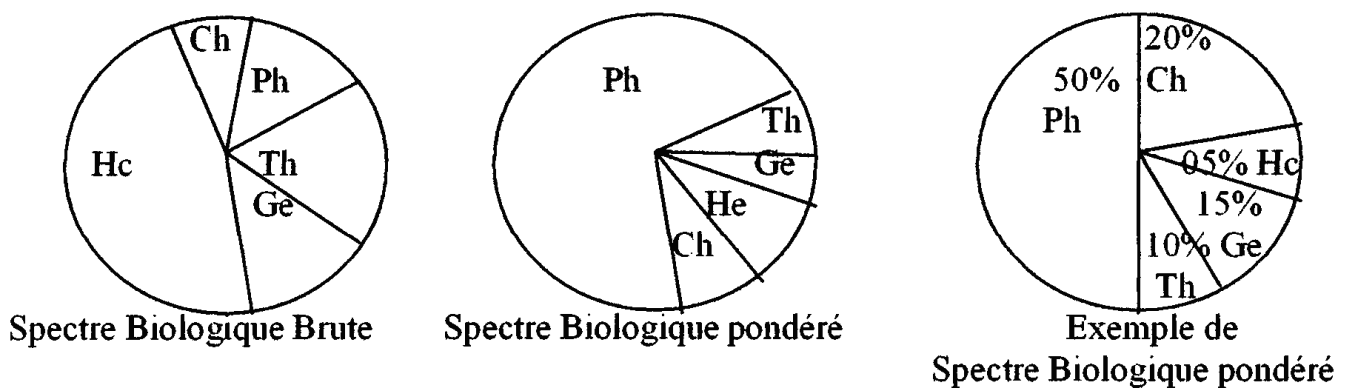 Ch
Ph
Hc
Th
Ge
Spectre Biologique Brute
Ph
Th
Ge
He
Ch
Spectre Biologique pondéré
20%
50% Ch
Ph
05% Hc
15%
10% Ge
Th
Exemple de
Spectre Biologique pondéré